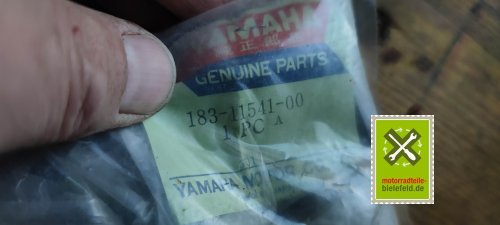 YAMAHA
GENUINE PARTS
183-11541-00
1 PC A
YAMAHA MOTOR
motorradteile-
bielefeld.de